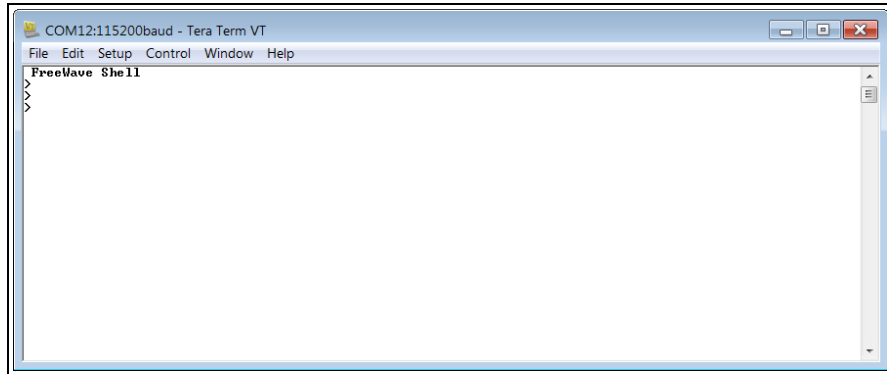 COM12:115200baud - Tera Term VT
File Edit Setup Control Window Help
FreeWave Shell
>
>
>